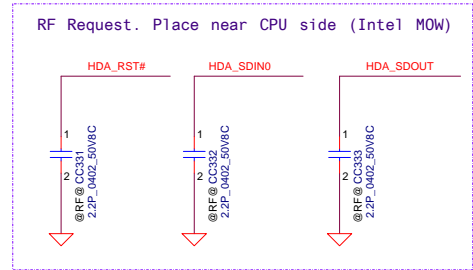 RF Request. Place near CPU side (Intel MOW)
HDA_RST#
HDA_SDIN0
HDA_SDOUT
1
2
@RF@ CC331
2.2P_0402_50V8C
1
2
@RF@ CC332
2.2P_0402_50V8C
1
2
@RF@ CC333
2.2P_0402_50V8C